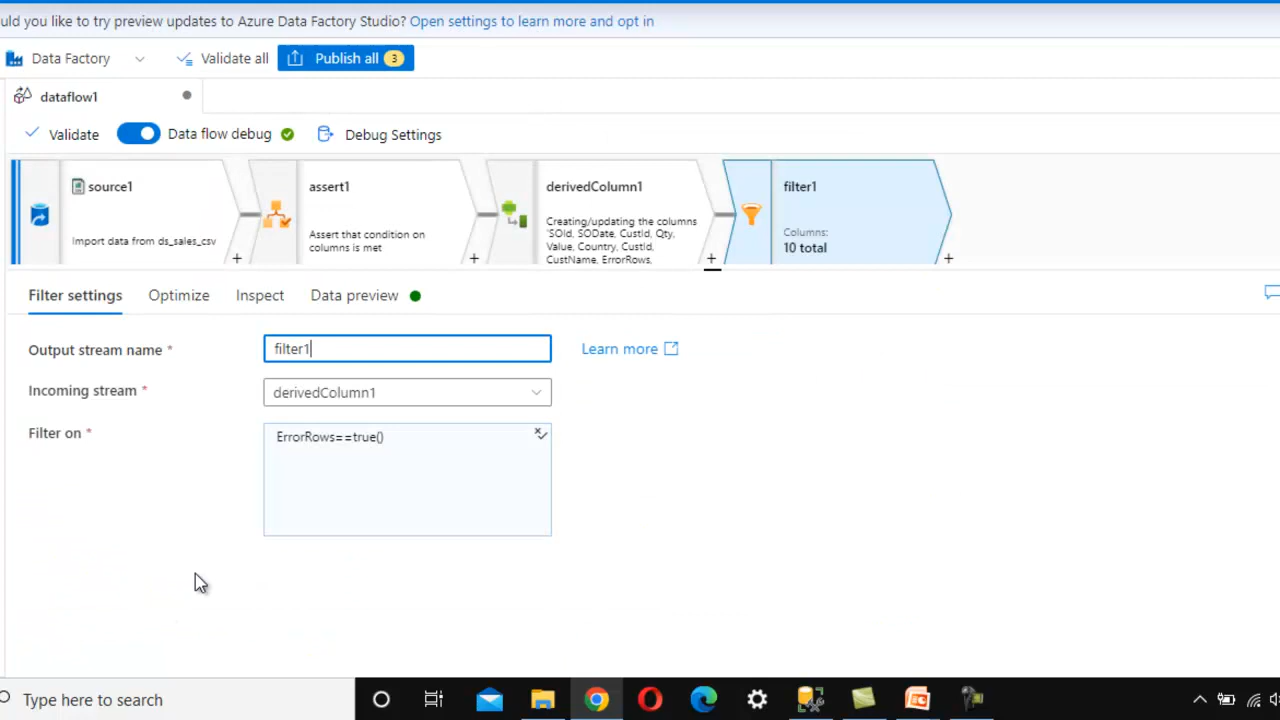 uld you like to try preview updates to Azure Data Factory Studio? Open settings to learn more and opt in
Data Factory Validate all Publish all 3
dataflow1
Validate Data flow debug Debug Settings
source1
Import data from ds_sales_csv
assert1
Assert that condition on
columns is met
derivedColumn1
Creating/updating the columns
'SOId, SODate, CustId, Qty,
Value, Country, CustId,
CustName, ErrorRows,
filter1
Columns:
10 total
+ + + +
Filter settings Optimize Inspect Data preview
Output stream name * filter1 Learn more
Incoming stream * derivedColumn1
Filter on * ErrorRows==true()
Type here to search